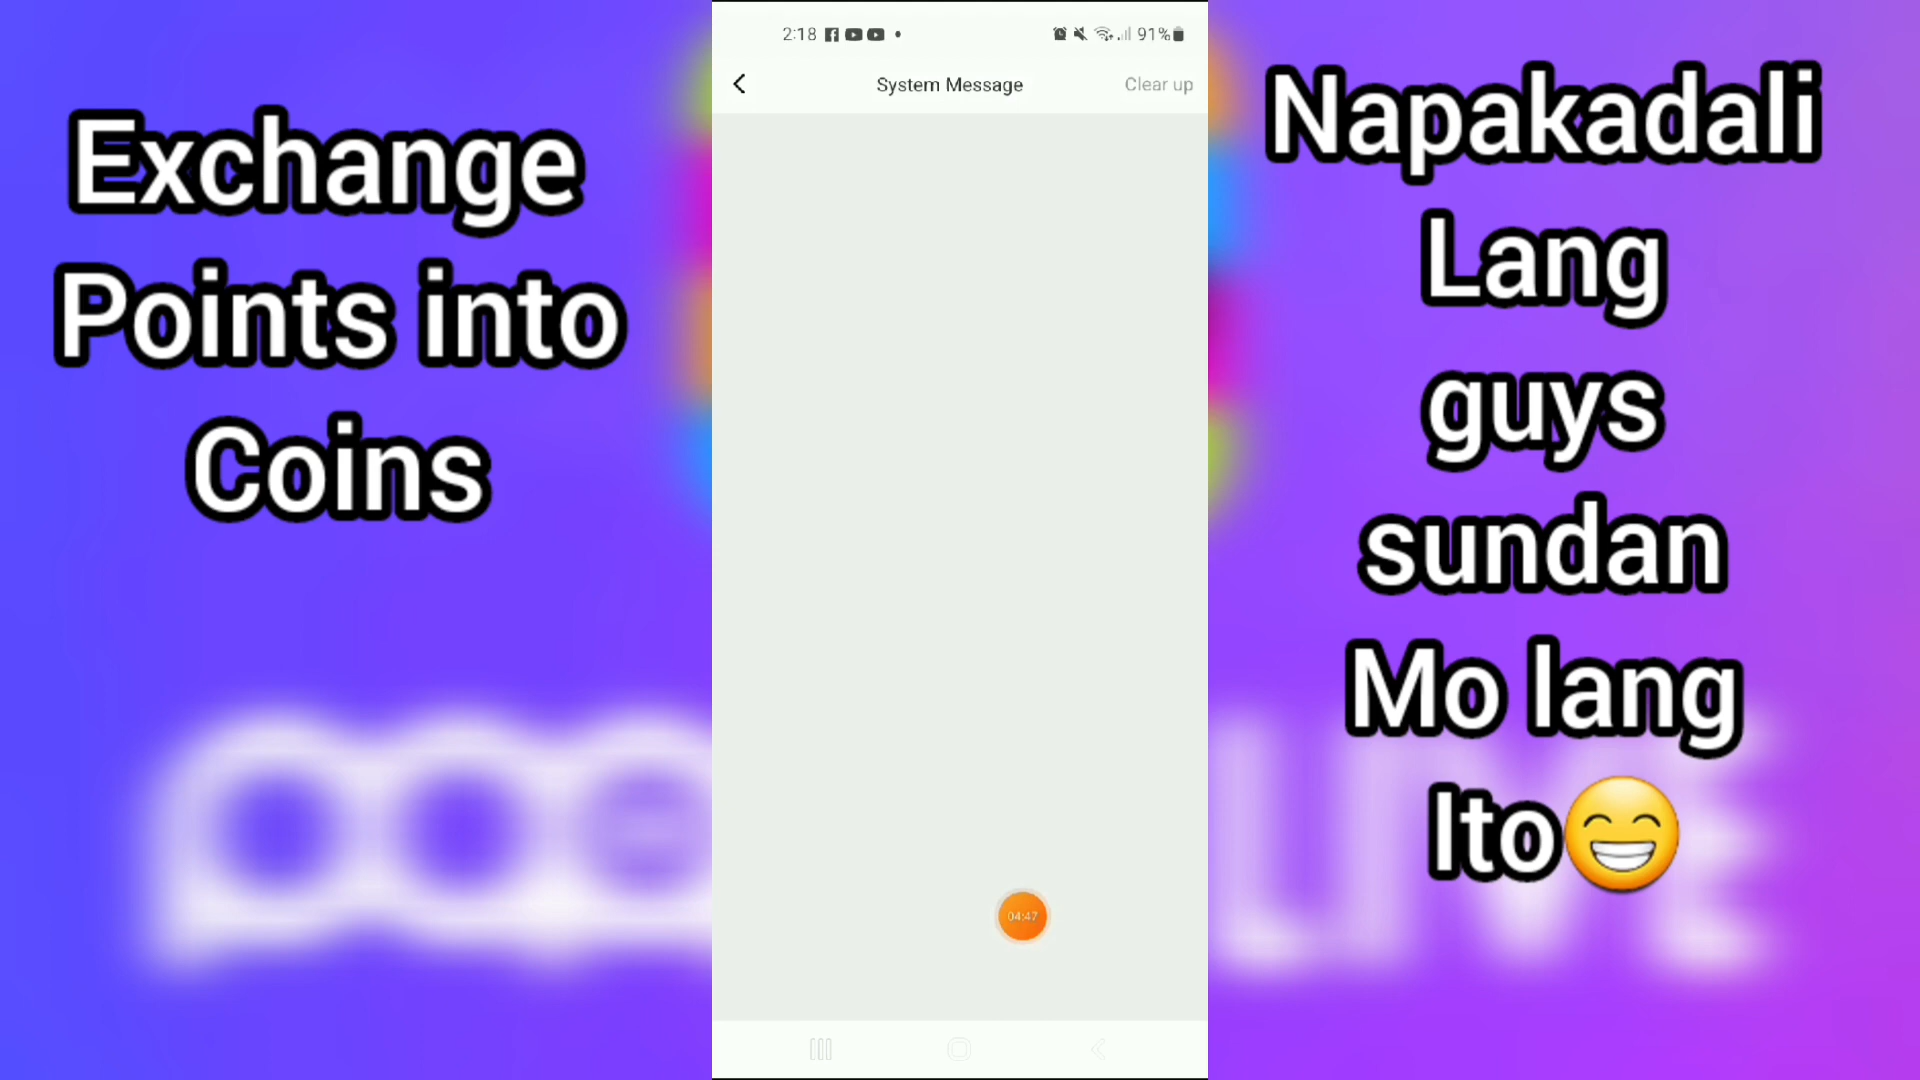 Exchange
Points into
Coins
2:18
91%
System Message
Clear up
04:47
Napakadali
Lang
guys
sundan
Mo lang
Ito😁
LIVE